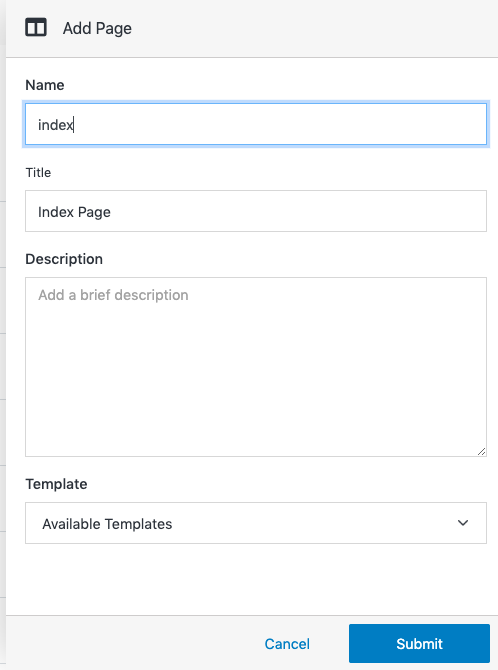 Add Page
Name
index
Title
Index Page
Description
Add a brief description
Template
Available Templates
Cancel
Submit